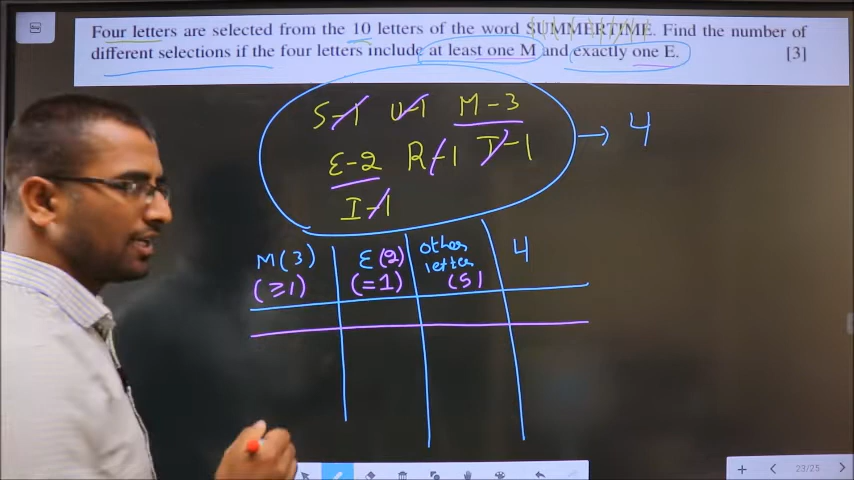 Four letters are selected from the 10 letters of the word SUMMERTIME. Find the number of
different selections if the four letters include at least one M and exactly one E. [3]
S-1 U-1 M-3
E-2 R-1 T-1 → 4
I-1
M(3) E(2) other letter 4
(≥1) (=1) (5)
23/25